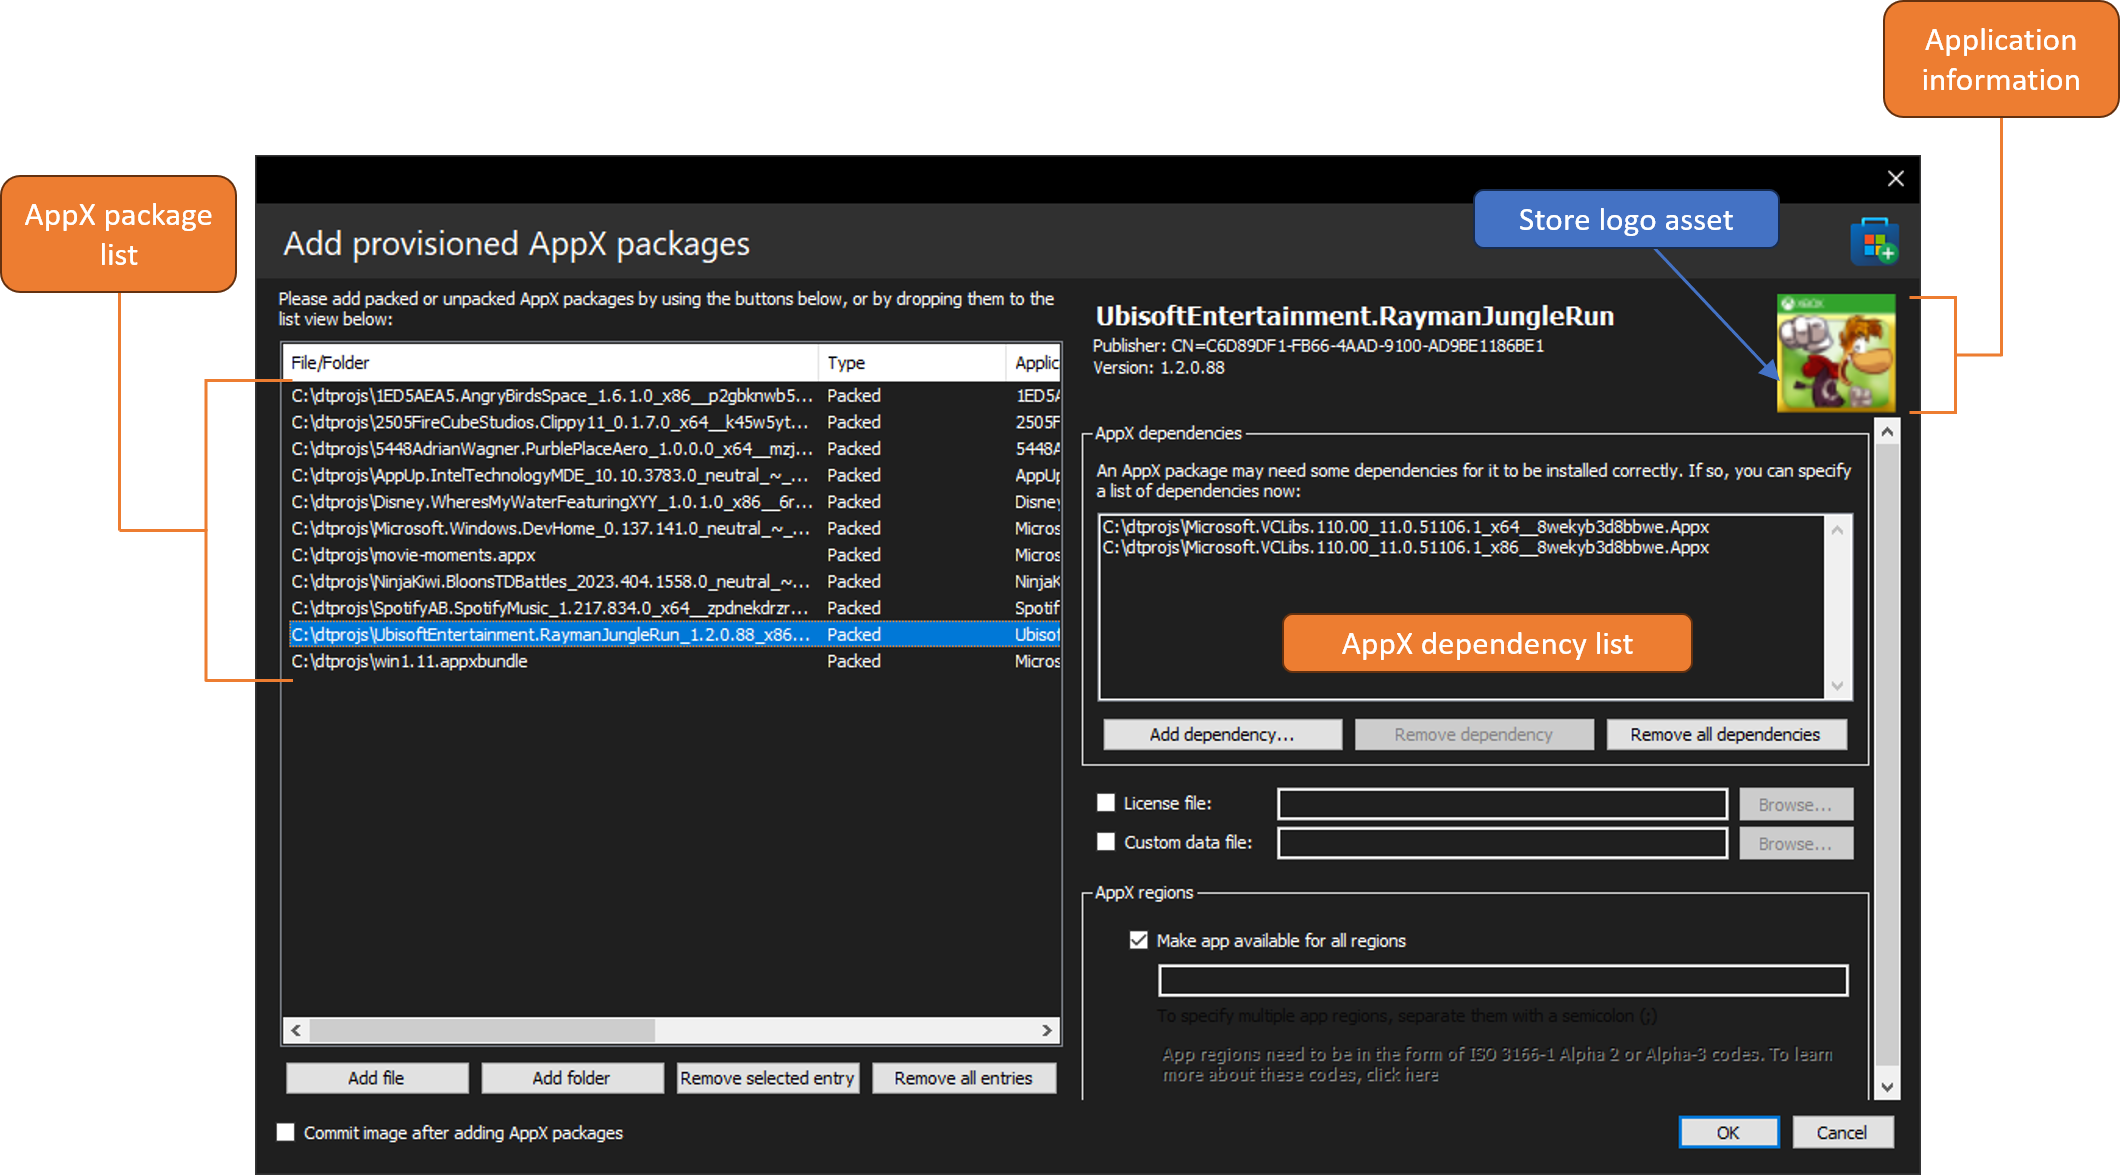 Application
information
AppX package
list
Store logo asset
Add provisioned AppX packages
Please add packed or unpacked AppX packages by using the buttons below, or by dropping them to the
list view below:
File/Folder Type Applic
C:\dtprojs\1ED5AEA5.AngryBirdsSpace_1.6.1.0_x86__p2gbknwb5... Packed 1ED5A
C:\dtprojs\2505FireCubeStudios.Clippy11_0.1.7.0_x64__k45w5yt... Packed 2505F
C:\dtprojs\5448AdrianWagner.PurblePlaceAero_1.0.0.0_x64__mzj... Packed 5448A
C:\dtprojs\AppUp.IntelTechnologyMDE_10.10.3783.0_neutral_~_... Packed AppUp
C:\dtprojs\Disney.WheresMyWaterFeaturingXYY_1.0.1.0_x86__6r... Packed Disney
C:\dtprojs\Microsoft.Windows.DevHome_0.137.141.0_neutral_~_... Packed Micros
C:\dtprojs\movie-moments.appx Packed Micros
C:\dtprojs\NinjaKiwi.BloonsTDBattles_2023.404.1558.0_neutral_~... Packed NinjaK
C:\dtprojs\SpotifyAB.SpotifyMusic_1.217.834.0_x64__zpdnekdrzr... Packed Spotif
C:\dtprojs\UbisoftEntertainment.RaymanJungleRun_1.2.0.88_x86... Packed Ubisof
C:\dtprojs\win1.11.appxbundle Packed Micros
Add file Add folder Remove selected entry Remove all entries
Commit image after adding AppX packages
UbisoftEntertainment.RaymanJungleRun
Publisher: CN=C6D89DF1-FB66-4AAD-9100-AD9BE1186BE1
Version: 1.2.0.88
XBOX
AppX dependencies
An AppX package may need some dependencies for it to be installed correctly. If so, you can specify
a list of dependencies now:
C:\dtprojs\Microsoft.VCLibs.110.00_11.0.51106.1_x64__8wekyb3d8bbwe.Appx
C:\dtprojs\Microsoft.VCLibs.110.00_11.0.51106.1_x86__8wekyb3d8bbwe.Appx
AppX dependency list
Add dependency... Remove dependency Remove all dependencies
License file: Browse...
Custom data file: Browse...
AppX regions
Make app available for all regions
To specify multiple app regions, separate them with a semicolon (;)
App regions need to be in the form of ISO 3166-1 Alpha 2 or Alpha-3 codes. To learn
more about these codes, click here
OK Cancel